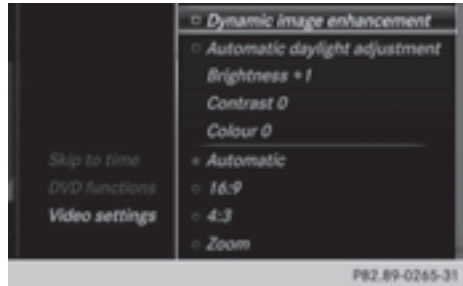 Dynamic image enhancement
Automatic daylight adjustment
Brightness +1
Contrast 0
Colour 0
Skip to time
Automatic
DVD functions
16:9
Video settings
4:3
Zoom
P82.89-0265-31